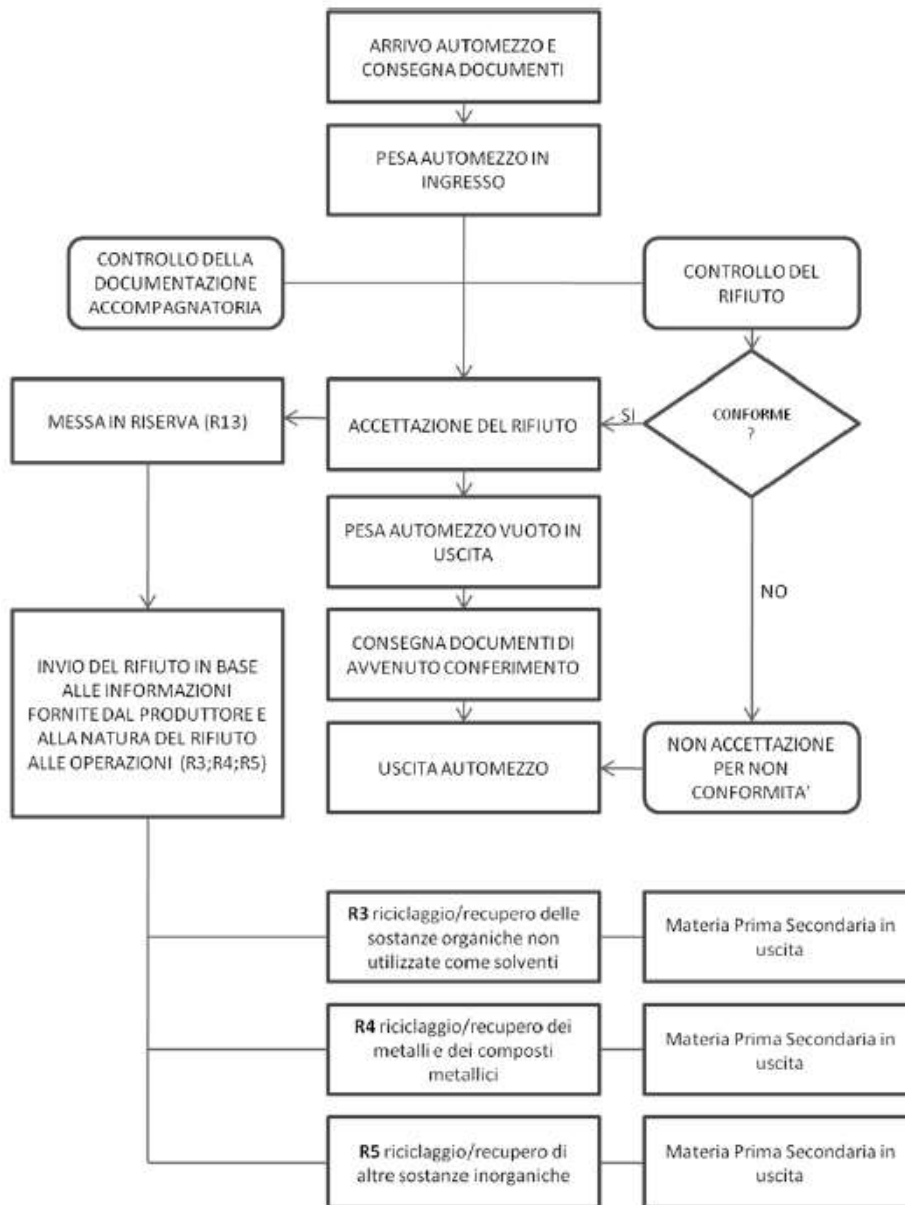 ARRIVO AUTOMEZZO E
CONSEGNA DOCUMENTI
PESA AUTOMEZZO IN
INGRESSO
CONTROLLO DELLA
DOCUMENTAZIONE
ACCOMPAGNATORIA
CONTROLLO DEL
RIFIUTO
MESSA IN RISERVA (R13)
ACCETTAZIONE DEL RIFIUTO
SI
CONFORME
?
PESA AUTOMEZZO VUOTO IN
USCITA
NO
CONSEGNA DOCUMENTI DI
AVVENUTO CONFERIMENTO
INVIO DEL RIFIUTO IN BASE
ALLE INFORMAZIONI
FORNITE DAL PRODUTTORE E
ALLA NATURA DEL RIFIUTO
ALLE OPERAZIONI (R3;R4;R5)
USCITA AUTOMEZZO
NON ACCETTAZIONE
PER NON
CONFORMITA'
R3 riciclaggio/recupero delle
sostanze organiche non
utilizzate come solventi
Materia Prima Secondaria in
uscita
R4 riciclaggio/recupero dei
metalli e dei composti
metallici
Materia Prima Secondaria in
uscita
R5 riciclaggio/recupero di
altre sostanze inorganiche
Materia Prima Secondaria in
uscita